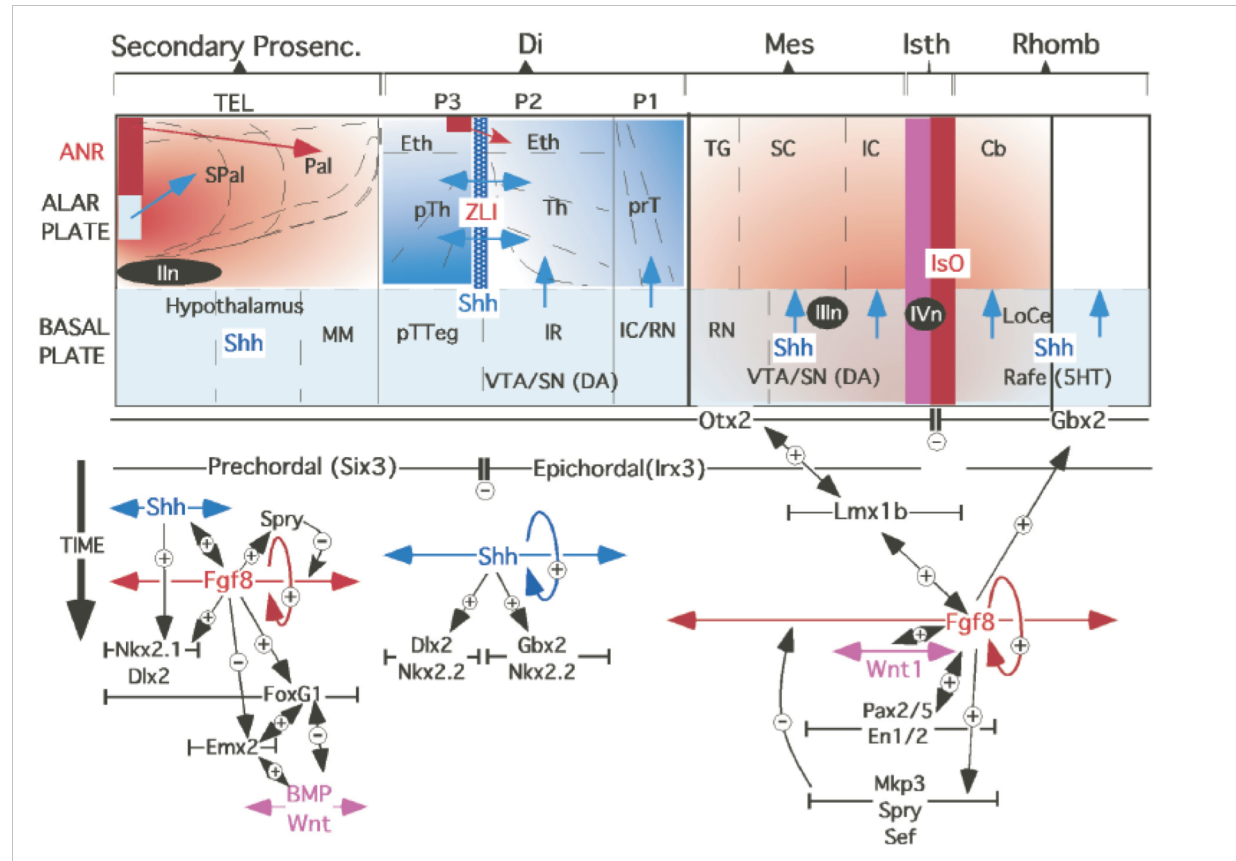 Secondary Prosenc. Di Mes Isth Rhomb
TEL P3 P2 P1
ANR
ALAR
PLATE
SPal Pal
Eth Eth
pTh ZLI Th prT
TG SC IC Cb
IsO
IIn
BASAL
PLATE
Hypothalamus
Shh MM
Shh
pTTeg IR IC/RN
VTA/SN (DA)
RN IIIn IVn LoCe
Shh Shh
VTA/SN (DA) Rafe (5HT)
Otx2 − Gbx2
Prechordal (Six3) − Epichordal(Irx3)
TIME
Shh
Spry
+ + + −
Fgf8 +
+ − +
Nkx2.1
Dlx2
FoxG1
+ −
Emx2
+
BMP
Wnt
Shh +
+ +
Dlx2 Gbx2
Nkx2.2 Nkx2.2
+
Lmx1b
+ +
Fgf8 +
+
Wnt1
+
Pax2/5 +
En1/2
−
Mkp3
Spry
Sef